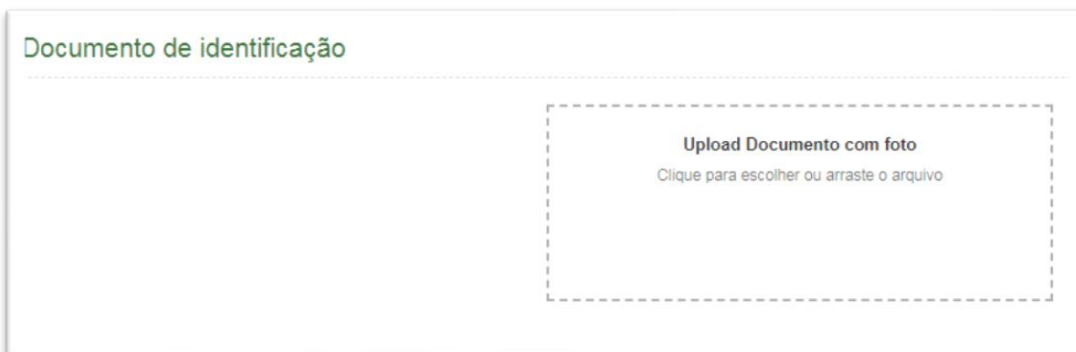 Documento de identificação
Upload Documento com foto
Clique para escolher ou arraste o arquivo